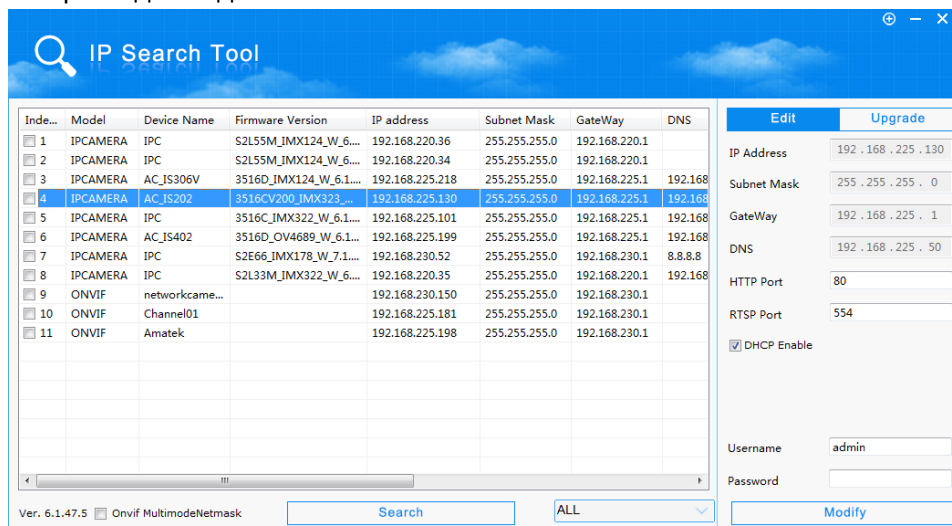 IP Search Tool
Inde... Model Device Name Firmware Version IP address Subnet Mask GateWay DNS
1 IPCAMERA IPC S2L55M_IMX124_W_6.... 192.168.220.36 255.255.255.0 192.168.220.1
2 IPCAMERA IPC S2L55M_IMX124_W_6.... 192.168.220.34 255.255.255.0 192.168.220.1
3 IPCAMERA AC_IS306V 3516D_IMX124_W_6.1.... 192.168.225.218 255.255.255.0 192.168.225.1 192.168
4 IPCAMERA AC_IS202 3516CV200_IMX323_... 192.168.225.130 255.255.255.0 192.168.225.1 192.168
5 IPCAMERA IPC 3516C_IMX322_W_6.1.... 192.168.225.101 255.255.255.0 192.168.225.1 192.168
6 IPCAMERA AC_IS402 3516D_OV4689_W_6.1... 192.168.225.199 255.255.255.0 192.168.225.1 192.168
7 IPCAMERA IPC S2E66_IMX178_W_7.1.... 192.168.230.52 255.255.255.0 192.168.230.1 8.8.8.8
8 IPCAMERA IPC S2L33M_IMX322_W_6.... 192.168.220.35 255.255.255.0 192.168.220.1 192.168
9 ONVIF networkcame... 192.168.230.150 255.255.255.0 192.168.230.1
10 ONVIF Channel01 192.168.225.181 255.255.255.0 192.168.230.1
11 ONVIF Amatek 192.168.225.198 255.255.255.0 192.168.230.1
Ver. 6.1.47.5 Onvif MultimodeNetmask Search ALL
Edit Upgrade
IP Address 192 . 168 . 225 . 130
Subnet Mask 255 . 255 . 255 . 0
GateWay 192 . 168 . 225 . 1
DNS 192 . 168 . 225 . 50
HTTP Port 80
RTSP Port 554
DHCP Enable
Username admin
Password
Modify